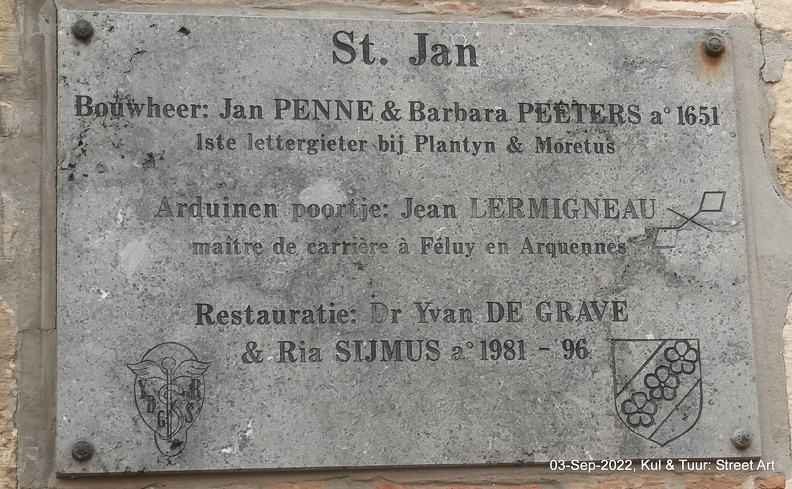 St. Jan
Bouwheer: Jan PENNE & Barbara PEETERS a° 1651
1ste lettergieter bij Plantyn & Moretus
Arduinen poortje: Jean LERMIGNEAU
maître de carrière à Féluy en Arquennes
Restauratie: Dr Yvan DE GRAVE
& Ria SIJMUS a° 1981 - 96
Y R
D S
G
03-Sep-2022, Kul & Tuur: Street Art